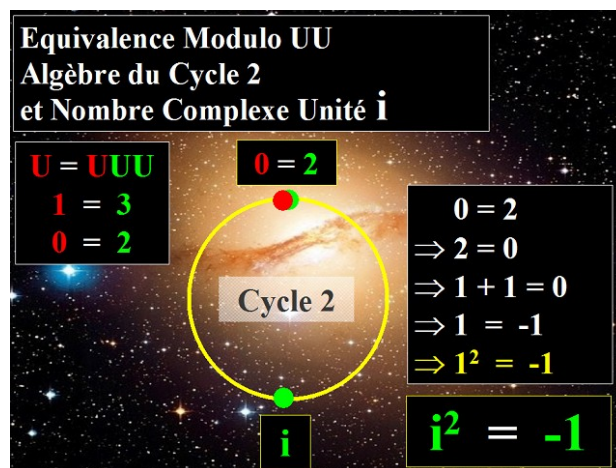 Equivalence Modulo UU
Algèbre du Cycle 2
et Nombre Complexe Unité i
U = UUU
1 = 3
0 = 2
0 = 2
Cycle 2
i
0 = 2
⇒ 2 = 0
⇒ 1 + 1 = 0
⇒ 1 = -1
⇒ 1² = -1
i² = -1